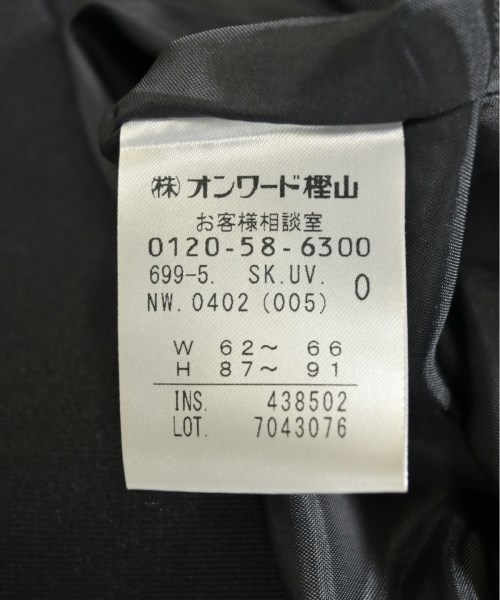 ㈱オンワード樫山
お客様相談室
0120-58-6300
699-5. SK.UV. 0
NW.0402(005)
W 62～ 66
H 87～ 91
INS. 438502
LOT. 7043076